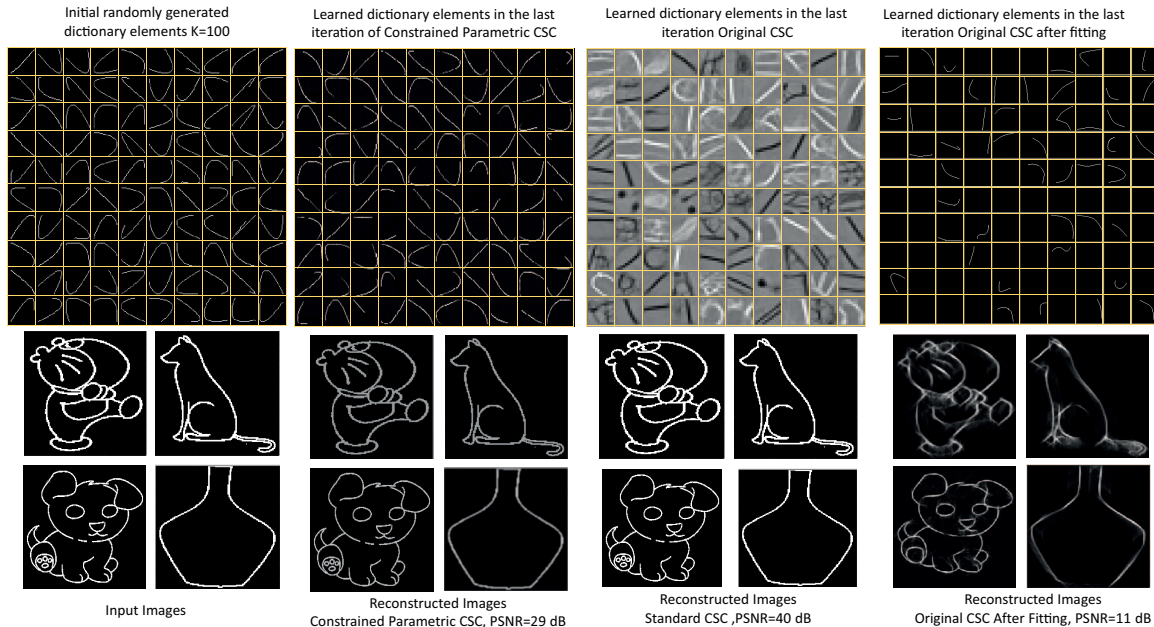 Initial randomly generated
dictionary elements K=100
Learned dictionary elements in the last
iteration of Constrained Parametric CSC
Learned dictionary elements in the last
iteration Original CSC
Learned dictionary elements in the last
iteration Original CSC after fitting
Input Images
Reconstructed Images
Constrained Parametric CSC, PSNR=29 dB
Reconstructed Images
Standard CSC ,PSNR=40 dB
Reconstructed Images
Original CSC After Fitting, PSNR=11 dB